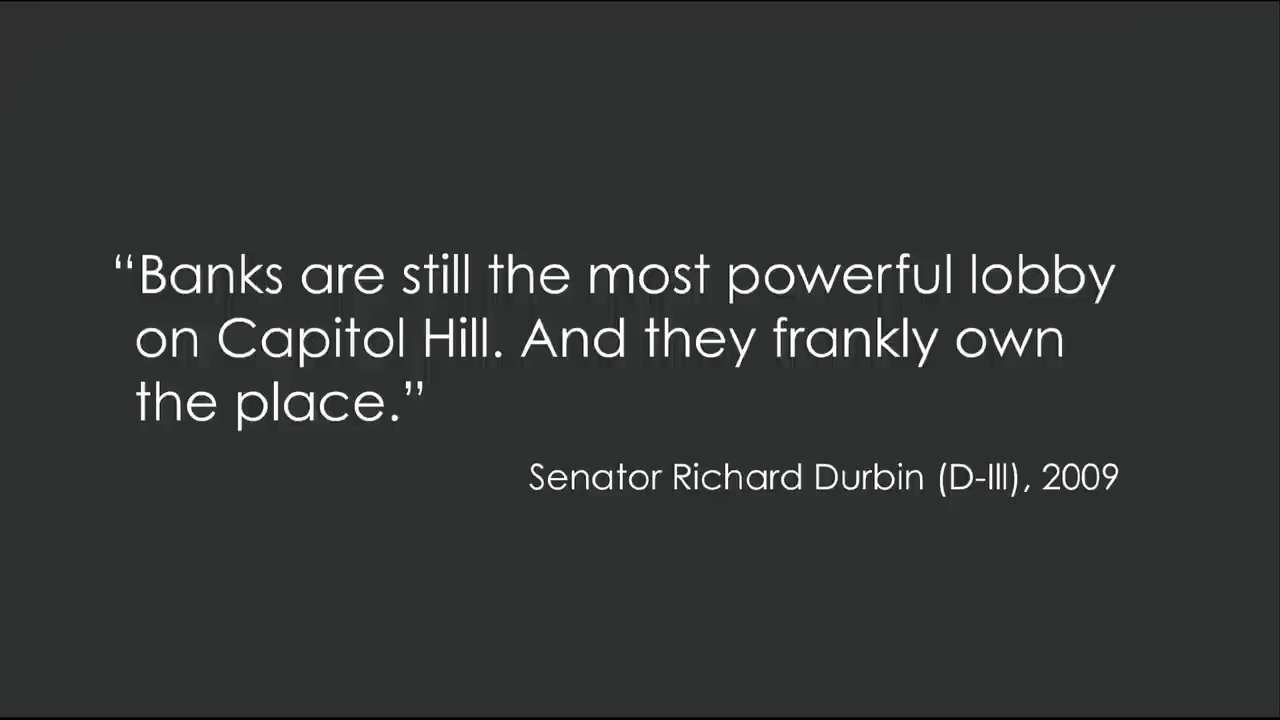 “Banks are still the most powerful lobby
on Capitol Hill. And they frankly own
the place.”
Senator Richard Durbin (D-Ill), 2009